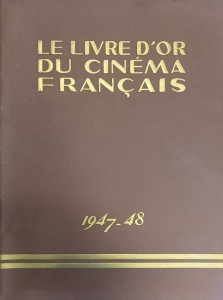 LE LIVRE D'OR
DU CINÉMA
FRANÇAIS
1947-48